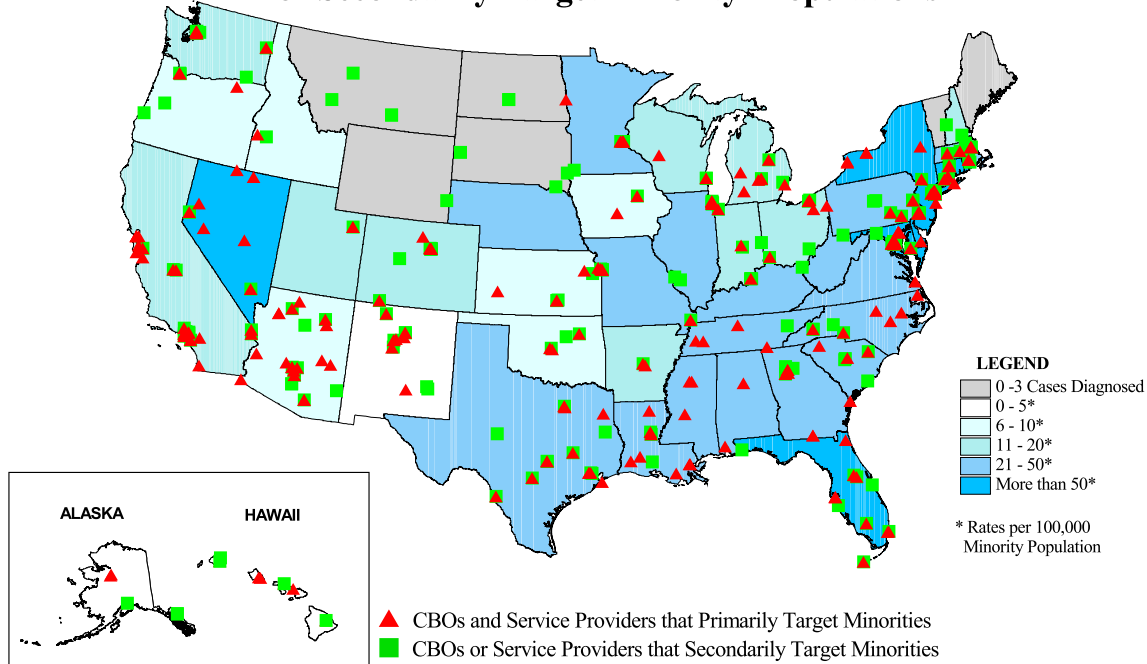 LEGEND
0 -3 Cases Diagnosed
0 - 5*
6 - 10*
11 - 20*
21 - 50*
More than 50*
* Rates per 100,000
Minority Population
ALASKA
HAWAII
CBOs and Service Providers that Primarily Target Minorities
CBOs or Service Providers that Secondarily Target Minorities